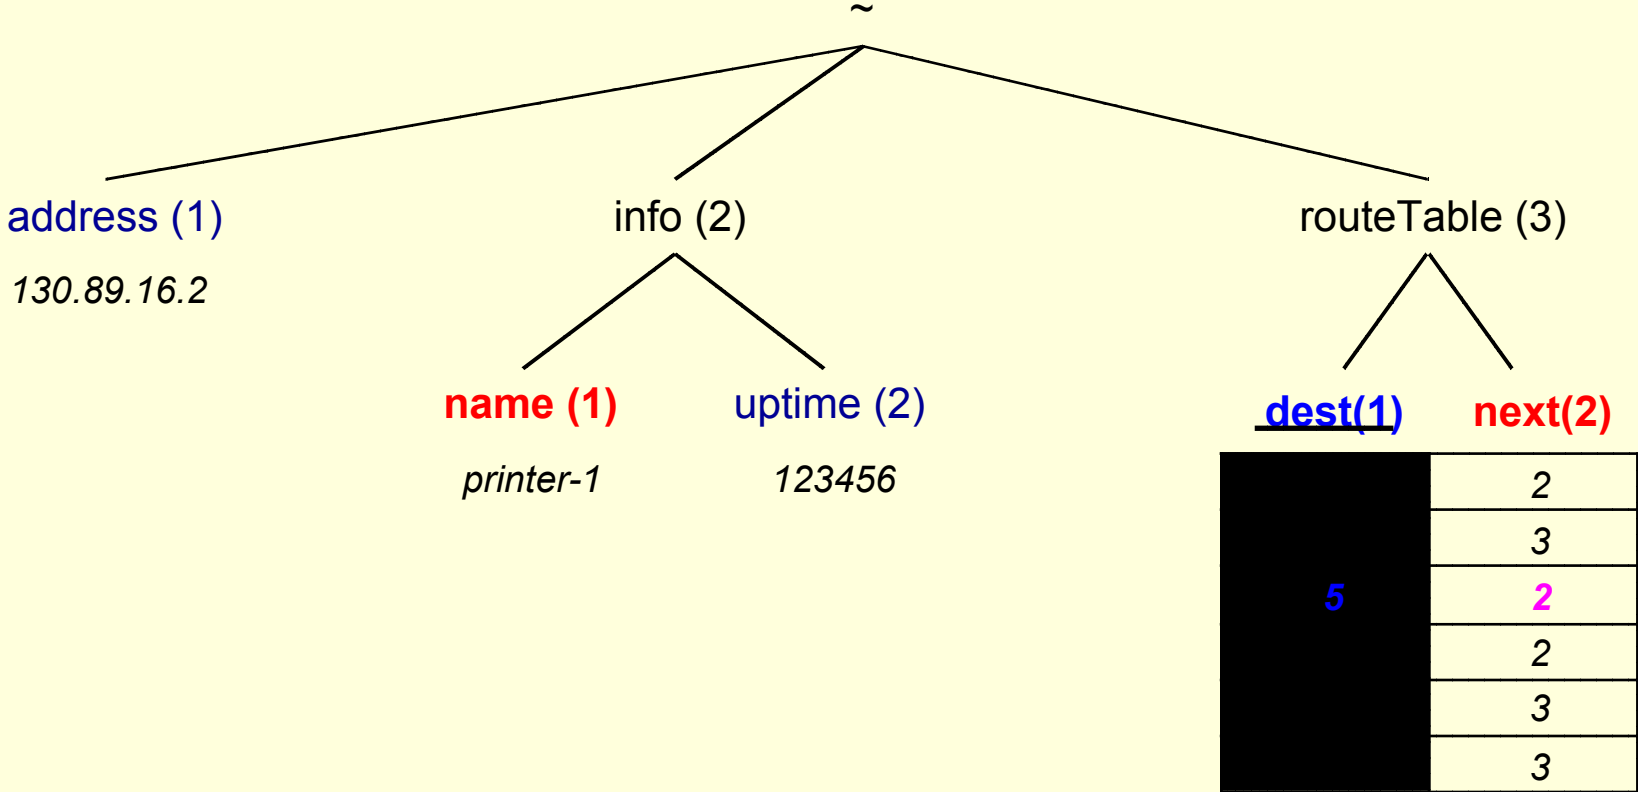 ~
address (1) info (2) routeTable (3)
130.89.16.2
name (1) uptime (2) dest(1) next(2)
printer-1 123456 2
3
5 2
2
3
3